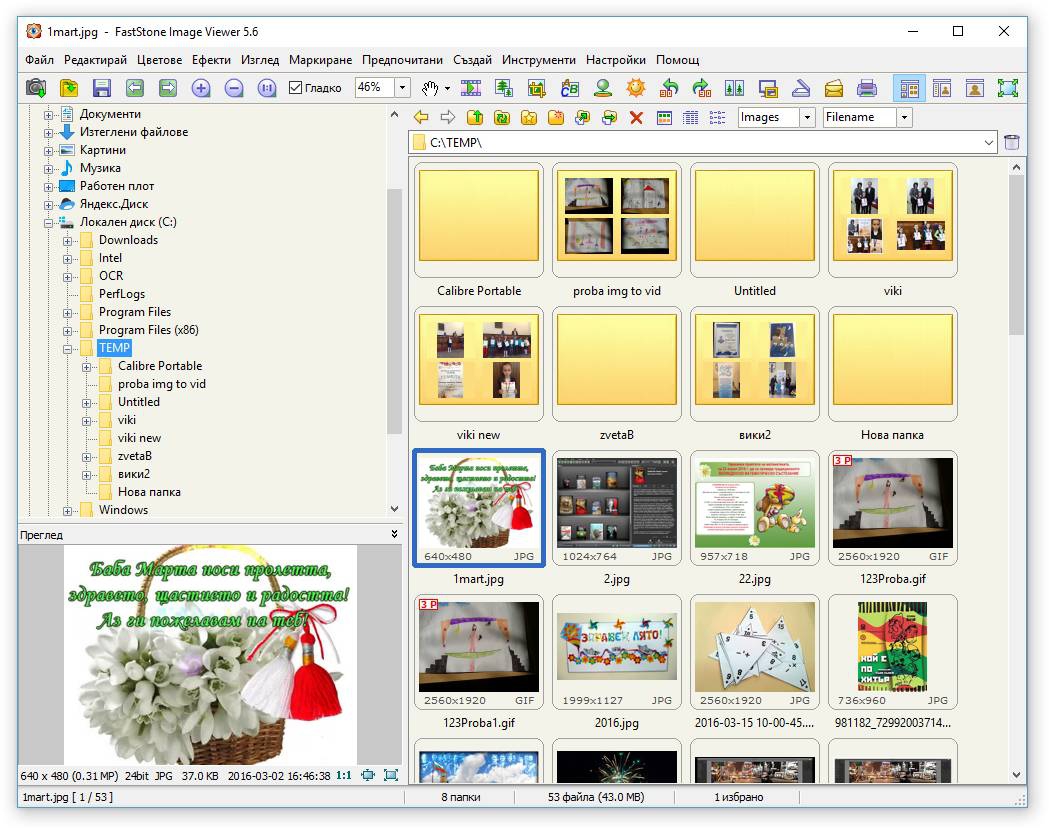 1mart.jpg - FastStone Image Viewer 5.6
Файл Редактирай Цветове Ефекти Изглед Маркиране Предпочитани Създай Инструменти Настройки Помощ
Гладко 46%
Images Filename
C:\TEMP\
Документи
Изтеглени файлове
Картини
Музика
Работен плот
Яндекс.Диск
Локален диск (C:)
Downloads
Intel
OCR
PerfLogs
Program Files
Program Files (x86)
TEMP
Calibre Portable
proba img to vid
Untitled
viki
viki new
zvetaB
вики2
Нова папка
Windows
Преглед
Баба Марта носи пролетта,
здравето, щастието и радостта!
Аз ги пожелавам на теб!
640 x 480 (0.31 MP) 24bit JPG 37.0 KB 2016-03-02 16:46:38 1:1
Calibre Portable proba img to vid Untitled viki
viki new zvetaB вики2 Нова папка
Баба Марта носи пролетта,
здравето, щастието и радостта!
Аз ги пожелавам на теб!
640x480 JPG
1024x764 JPG
957x718 JPG
3 P
2560x1920 GIF
1mart.jpg 2.jpg 22.jpg 123Proba.gif
3 P
2560x1920 GIF
ЗДРАВЕЙ ЛЯТО!
1999x1127 JPG
2560x1920 JPG
КОЙ Е
ПО
ХИТЪР
736x960 JPG
123Proba1.gif 2016.jpg 2016-03-15 10-00-45.... 981182_72992003714...
1mart.jpg [ 1 / 53 ] 8 папки 53 файла (43.0 MB) 1 избрано